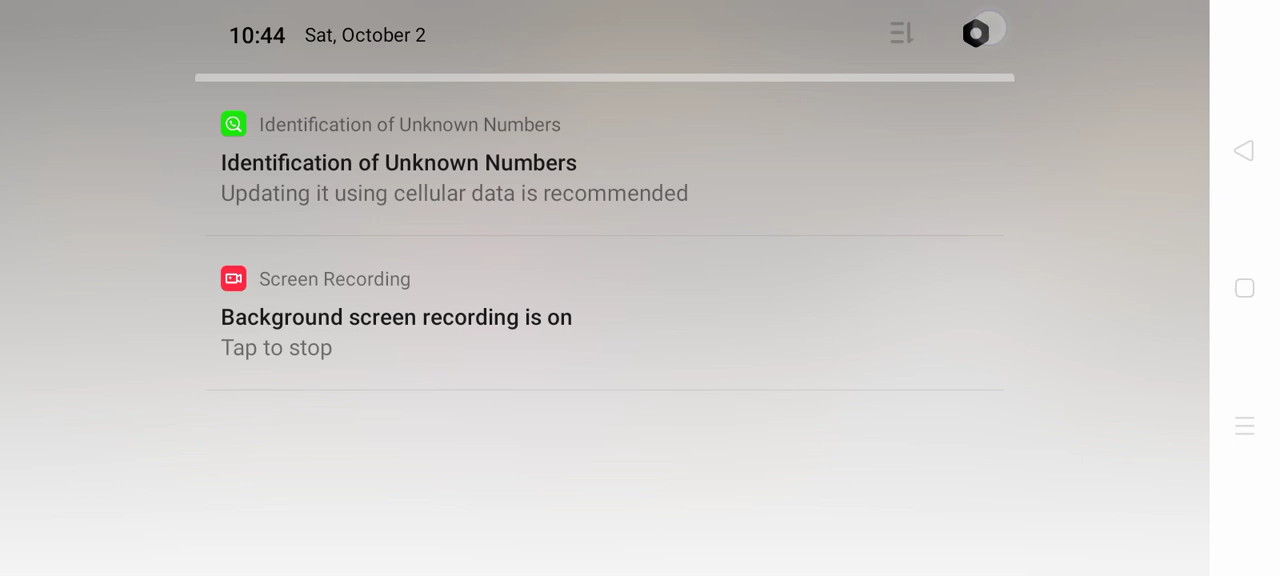 10:44 Sat, October 2
Identification of Unknown Numbers
Identification of Unknown Numbers
Updating it using cellular data is recommended
Screen Recording
Background screen recording is on
Tap to stop